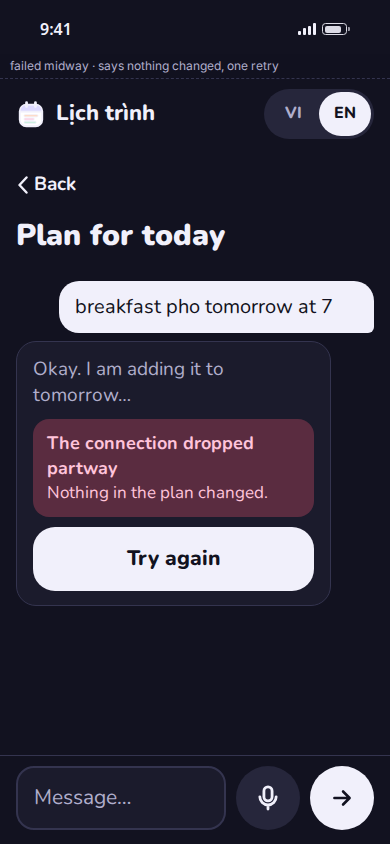 9:41
failed midway · says nothing changed, one retry
Lịch trình
VI
EN
Back
Plan for today
breakfast pho tomorrow at 7
Okay. I am adding it to
tomorrow...
The connection dropped
partway
Nothing in the plan changed.
Try again
Message...